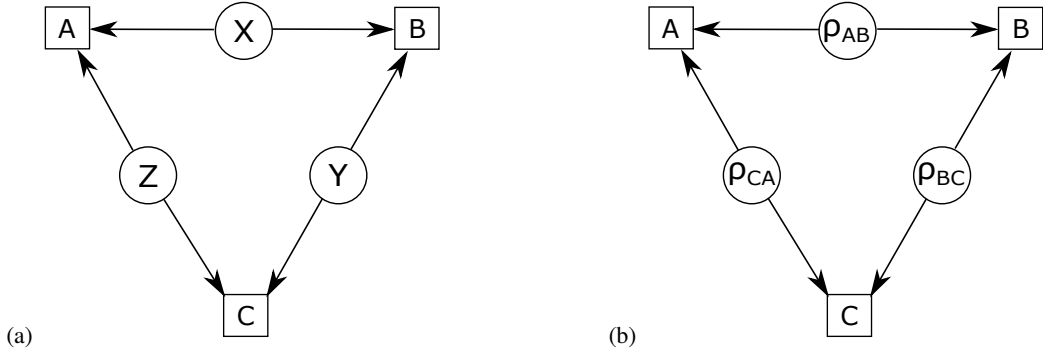 A X B
Z Y
C
(a)
A ρAB B
ρCA ρBC
C
(b)